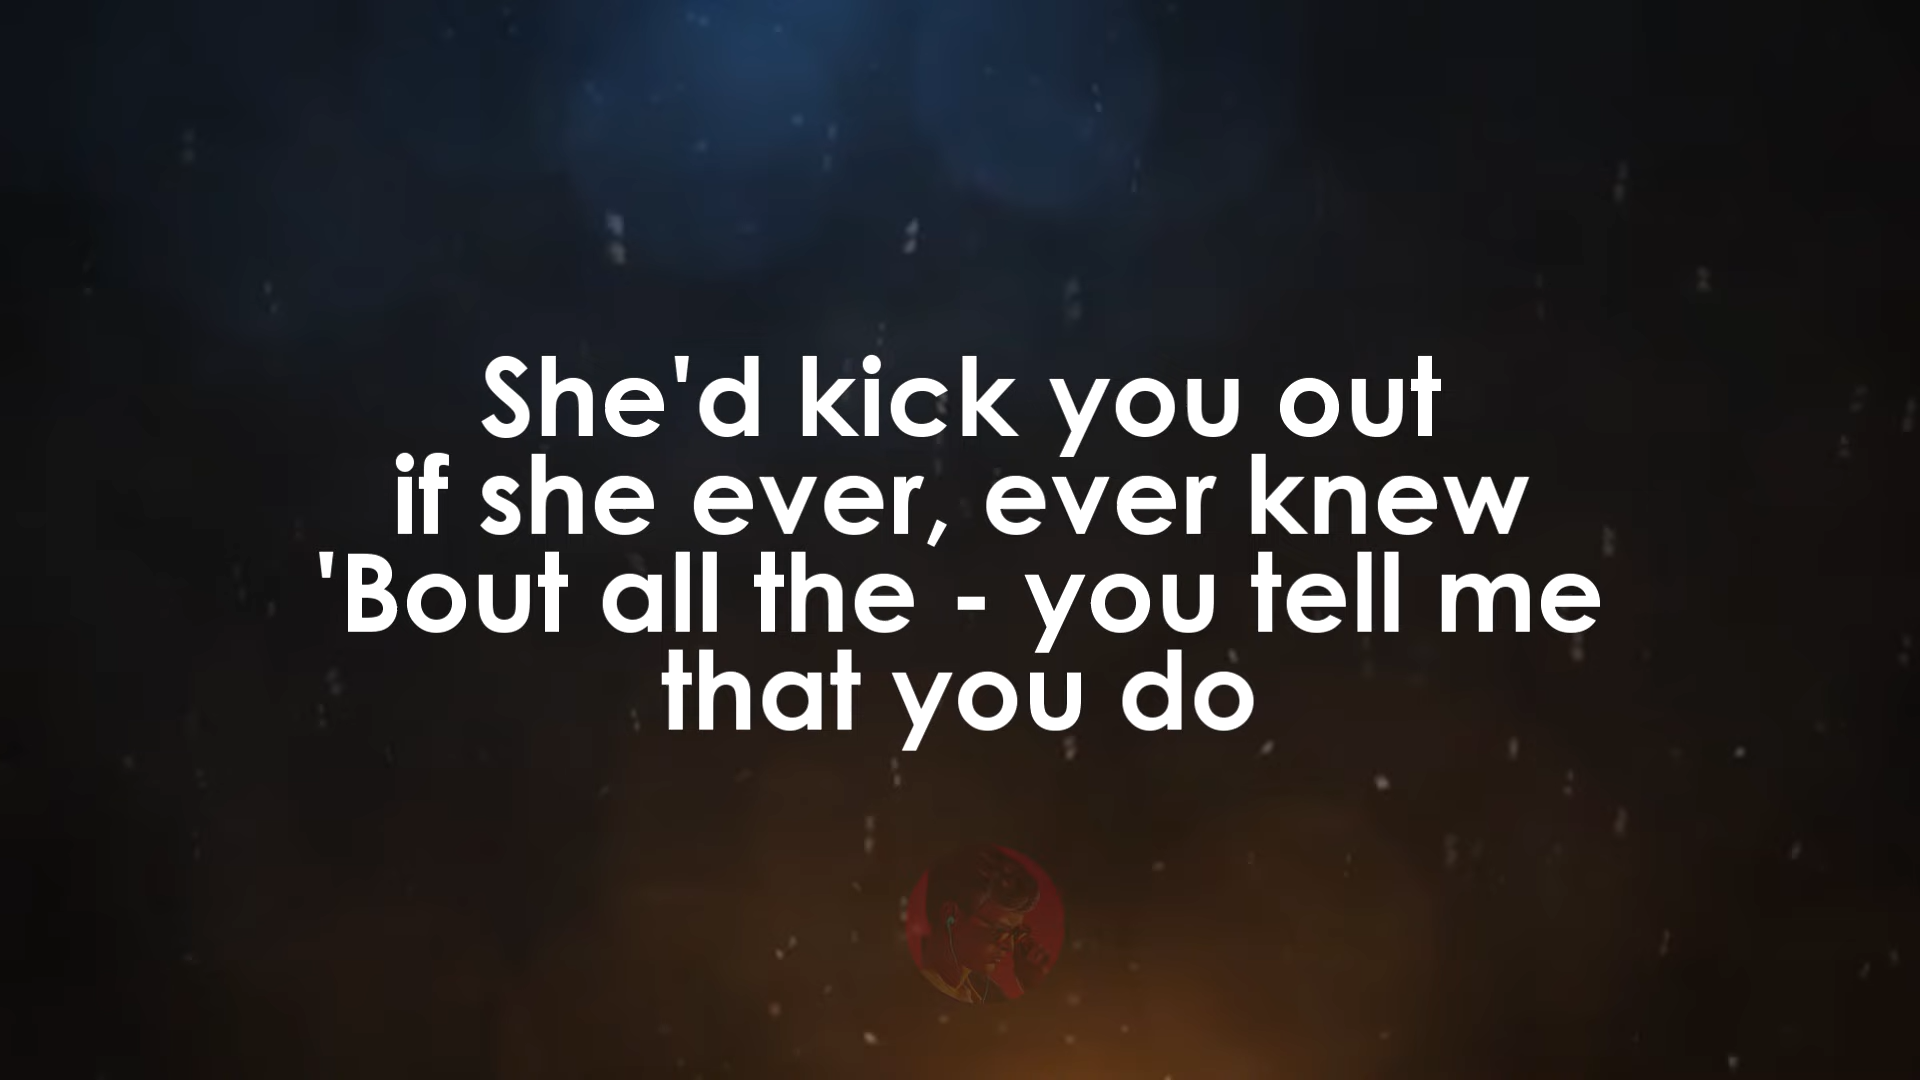 She'd kick you out
if she ever, ever knew
'Bout all the - you tell me
that you do